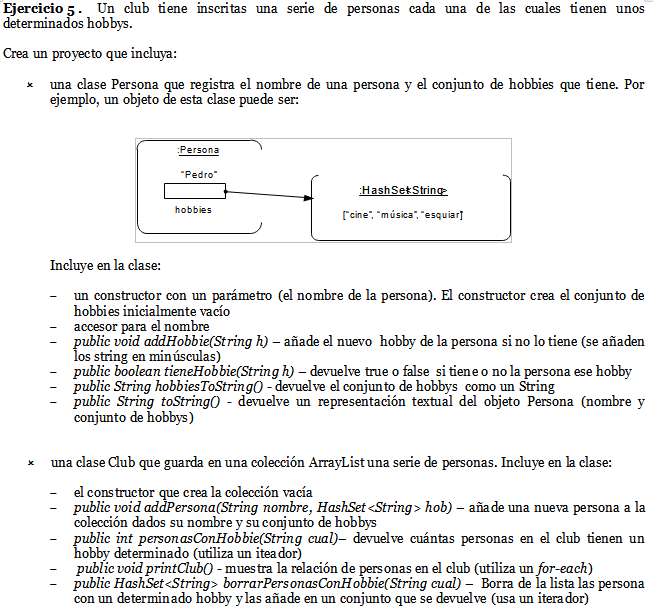 Ejercicio 5. Un club tiene inscritas una serie de personas cada una de las cuales tienen unos
determinados hobbys.
Crea un proyecto que incluya:
× una clase Persona que registra el nombre de una persona y el conjunto de hobbies que tiene. Por
ejemplo, un objeto de esta clase puede ser:
:Persona
"Pedro"
hobbies
:HashSet<String>
["cine", "música", "esquiar]
Incluye en la clase:
– un constructor con un parámetro (el nombre de la persona). El constructor crea el conjunto de
hobbies inicialmente vacío
– accesor para el nombre
– public void addHobbie(String h) – añade el nuevo hobby de la persona si no lo tiene (se añaden
los string en minúsculas)
– public boolean tieneHobbie(String h) – devuelve true o false si tiene o no la persona ese hobby
– public String hobbiesToString() - devuelve el conjunto de hobbys como un String
– public String toString() - devuelve un representación textual del objeto Persona (nombre y
conjunto de hobbys)
× una clase Club que guarda en una colección ArrayList una serie de personas. Incluye en la clase:
– el constructor que crea la colección vacía
– public void addPersona(String nombre, HashSet<String> hob) – añade una nueva persona a la
colección dados su nombre y su conjunto de hobbys
– public int personasConHobbie(String cual)– devuelve cuántas personas en el club tienen un
hobby determinado (utiliza un iteador)
– public void printClub() - muestra la relación de personas en el club (utiliza un for-each)
– public HashSet<String> borrarPersonasConHobbie(String cual) – Borra de la lista las persona
con un determinado hobby y las añade en un conjunto que se devuelve (usa un iterador)